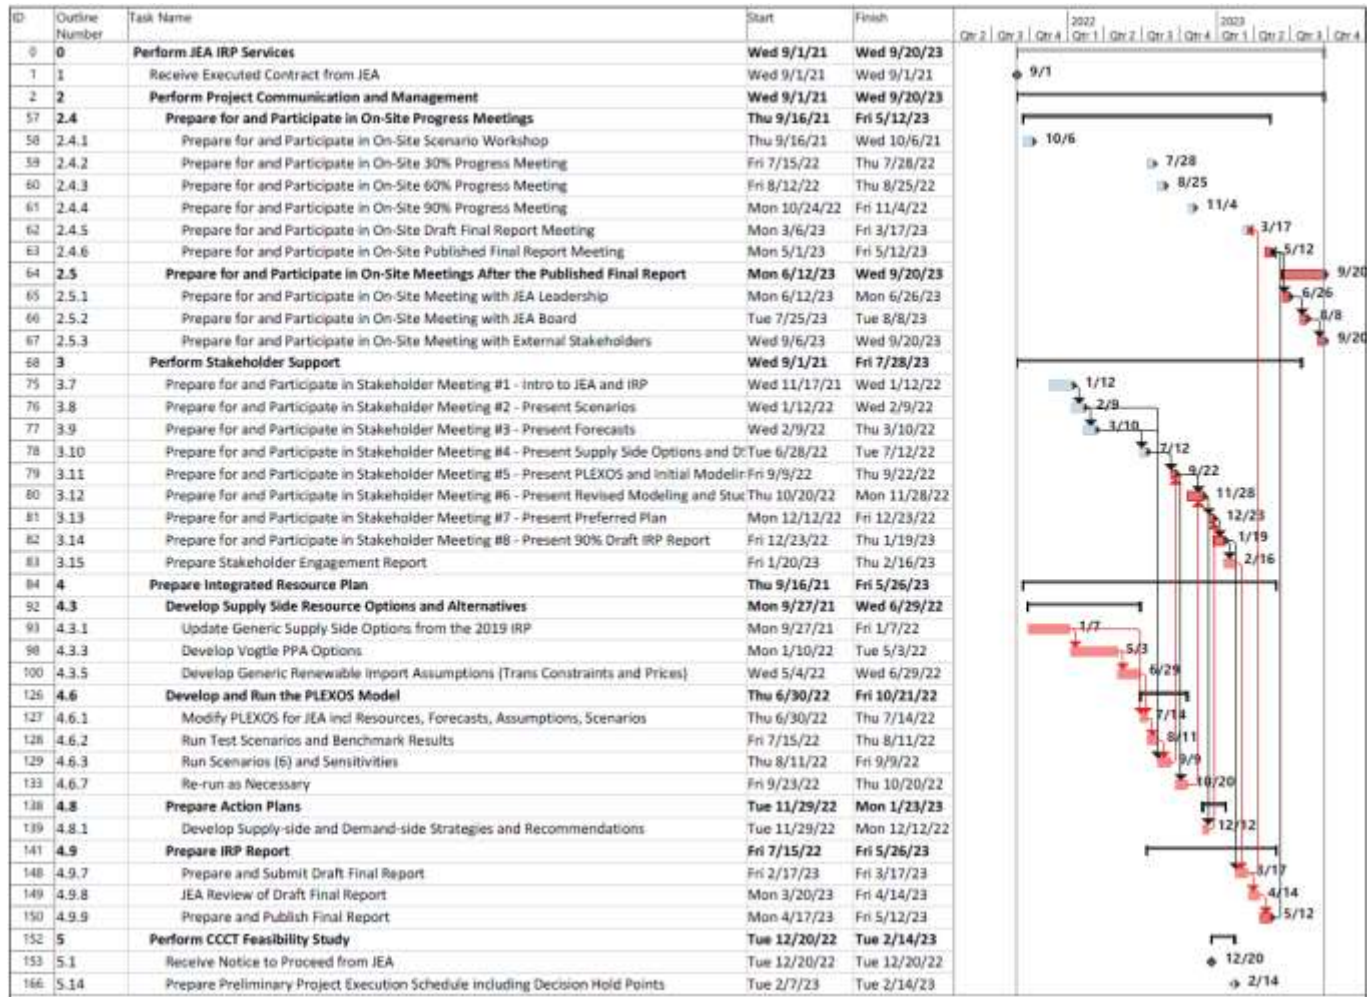 ID Outline Number Task Name Start Finish 2022 2023
Qtr 2 Qtr 3 Qtr 4 Qtr 1 Qtr 2 Qtr 3 Qtr 4 Qtr 1 Qtr 2 Qtr 3 Qtr 4
0 0 Perform JEA IRP Services Wed 9/1/21 Wed 9/20/23
1 1 Receive Executed Contract from JEA Wed 9/1/21 Wed 9/1/21 9/1
2 2 Perform Project Communication and Management Wed 9/1/21 Wed 9/20/23
57 2.4 Prepare for and Participate in On-Site Progress Meetings Thu 9/16/21 Fri 5/12/23
58 2.4.1 Prepare for and Participate in On-Site Scenario Workshop Thu 9/16/21 Wed 10/6/21 10/6
59 2.4.2 Prepare for and Participate in On-Site 30% Progress Meeting Fri 7/15/22 Thu 7/28/22 7/28
60 2.4.3 Prepare for and Participate in On-Site 60% Progress Meeting Fri 8/12/22 Thu 8/25/22 8/25
61 2.4.4 Prepare for and Participate in On-Site 90% Progress Meeting Mon 10/24/22 Fri 11/4/22 11/4
62 2.4.5 Prepare for and Participate in On-Site Draft Final Report Meeting Mon 3/6/23 Fri 3/17/23 3/17
63 2.4.6 Prepare for and Participate in On-Site Published Final Report Meeting Mon 5/1/23 Fri 5/12/23 5/12
64 2.5 Prepare for and Participate in On-Site Meetings After the Published Final Report Mon 6/12/23 Wed 9/20/23 9/20
65 2.5.1 Prepare for and Participate in On-Site Meeting with JEA Leadership Mon 6/12/23 Mon 6/26/23 6/26
66 2.5.2 Prepare for and Participate in On-Site Meeting with JEA Board Tue 7/25/23 Tue 8/8/23 8/8
67 2.5.3 Prepare for and Participate in On-Site Meeting with External Stakeholders Wed 9/6/23 Wed 9/20/23 9/20
68 3 Perform Stakeholder Support Wed 9/1/21 Fri 7/28/23
75 3.7 Prepare for and Participate in Stakeholder Meeting #1 - Intro to JEA and IRP Wed 11/17/21 Wed 1/12/22 1/12
76 3.8 Prepare for and Participate in Stakeholder Meeting #2 - Present Scenarios Wed 1/12/22 Wed 2/9/22 2/9
77 3.9 Prepare for and Participate in Stakeholder Meeting #3 - Present Forecasts Wed 2/9/22 Thu 3/10/22 3/10
78 3.10 Prepare for and Participate in Stakeholder Meeting #4 - Present Supply Side Options and D Tue 6/28/22 Tue 7/12/22 7/12
79 3.11 Prepare for and Participate in Stakeholder Meeting #5 - Present PLEXOS and Initial Modelin Fri 9/9/22 Thu 9/22/22 9/22
80 3.12 Prepare for and Participate in Stakeholder Meeting #6 - Present Revised Modeling and Stuc Thu 10/20/22 Mon 11/28/22 11/28
81 3.13 Prepare for and Participate in Stakeholder Meeting #7 - Present Preferred Plan Mon 12/12/22 Fri 12/23/22 12/23
82 3.14 Prepare for and Participate in Stakeholder Meeting #8 - Present 90% Draft IRP Report Fri 12/23/22 Thu 1/19/23 1/19
83 3.15 Prepare Stakeholder Engagement Report Fri 1/20/23 Thu 2/16/23 2/16
84 4 Prepare Integrated Resource Plan Thu 9/16/21 Fri 5/26/23
92 4.3 Develop Supply Side Resource Options and Alternatives Mon 9/27/21 Wed 6/29/22
93 4.3.1 Update Generic Supply Side Options from the 2019 IRP Mon 9/27/21 Fri 1/7/22 1/7
98 4.3.3 Develop Vogtle PPA Options Mon 1/10/22 Tue 5/3/22 5/3
100 4.3.5 Develop Generic Renewable Import Assumptions (Trans Constraints and Prices) Wed 5/4/22 Wed 6/29/22 6/29
126 4.6 Develop and Run the PLEXOS Model Thu 6/30/22 Fri 10/21/22
127 4.6.1 Modify PLEXOS for JEA incl Resources, Forecasts, Assumptions, Scenarios Thu 6/30/22 Thu 7/14/22 7/14
128 4.6.2 Run Test Scenarios and Benchmark Results Fri 7/15/22 Thu 8/11/22 8/11
129 4.6.3 Run Scenarios (6) and Sensitivities Thu 8/11/22 Fri 9/9/22 9/9
133 4.6.7 Re-run as Necessary Fri 9/23/22 Thu 10/20/22 10/20
138 4.8 Prepare Action Plans Tue 11/29/22 Mon 1/23/23
139 4.8.1 Develop Supply-side and Demand-side Strategies and Recommendations Tue 11/29/22 Mon 12/12/22 12/12
141 4.9 Prepare IRP Report Fri 7/15/22 Fri 5/26/23
148 4.9.7 Prepare and Submit Draft Final Report Fri 2/17/23 Fri 3/17/23 3/17
149 4.9.8 JEA Review of Draft Final Report Mon 3/20/23 Fri 4/14/23 4/14
150 4.9.9 Prepare and Publish Final Report Mon 4/17/23 Fri 5/12/23 5/12
152 5 Perform CCCT Feasibility Study Tue 12/20/22 Tue 2/14/23
153 5.1 Receive Notice to Proceed from JEA Tue 12/20/22 Tue 12/20/22 12/20
166 5.14 Prepare Preliminary Project Execution Schedule including Decision Hold Points Tue 2/7/23 Tue 2/14/23 2/14